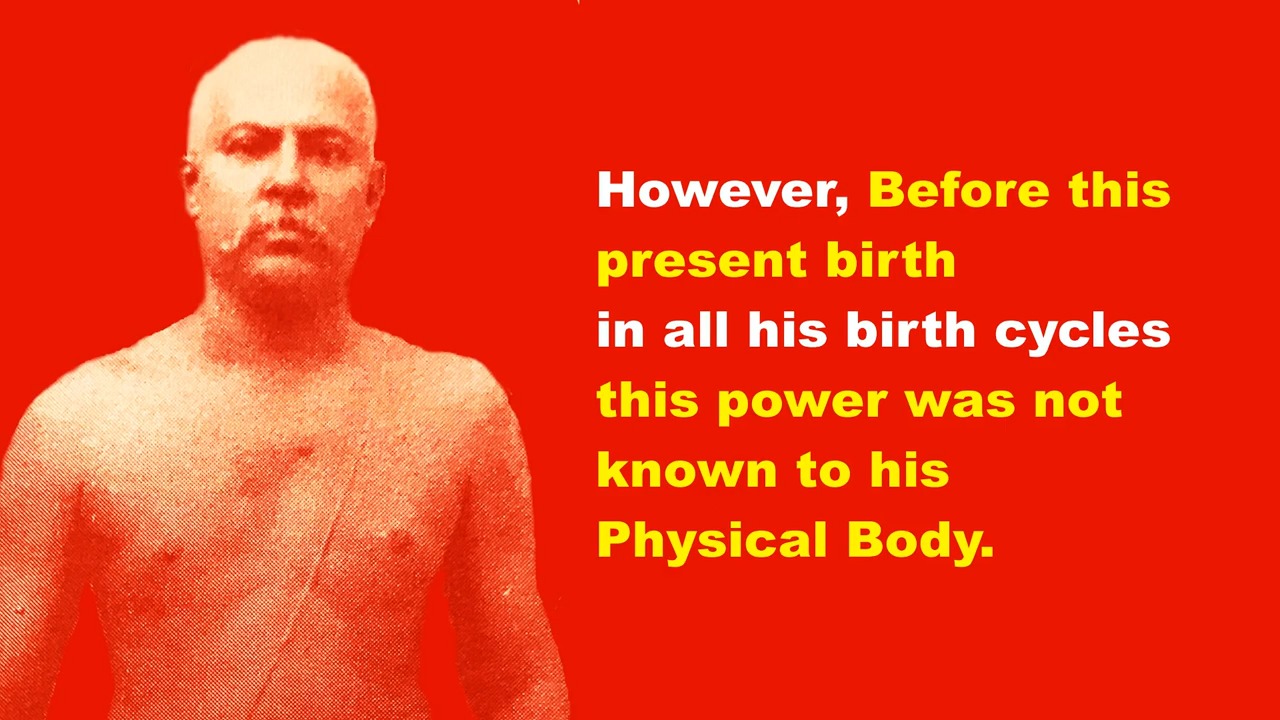 However, Before this
present birth
in all his birth cycles
this power was not
known to his
Physical Body.